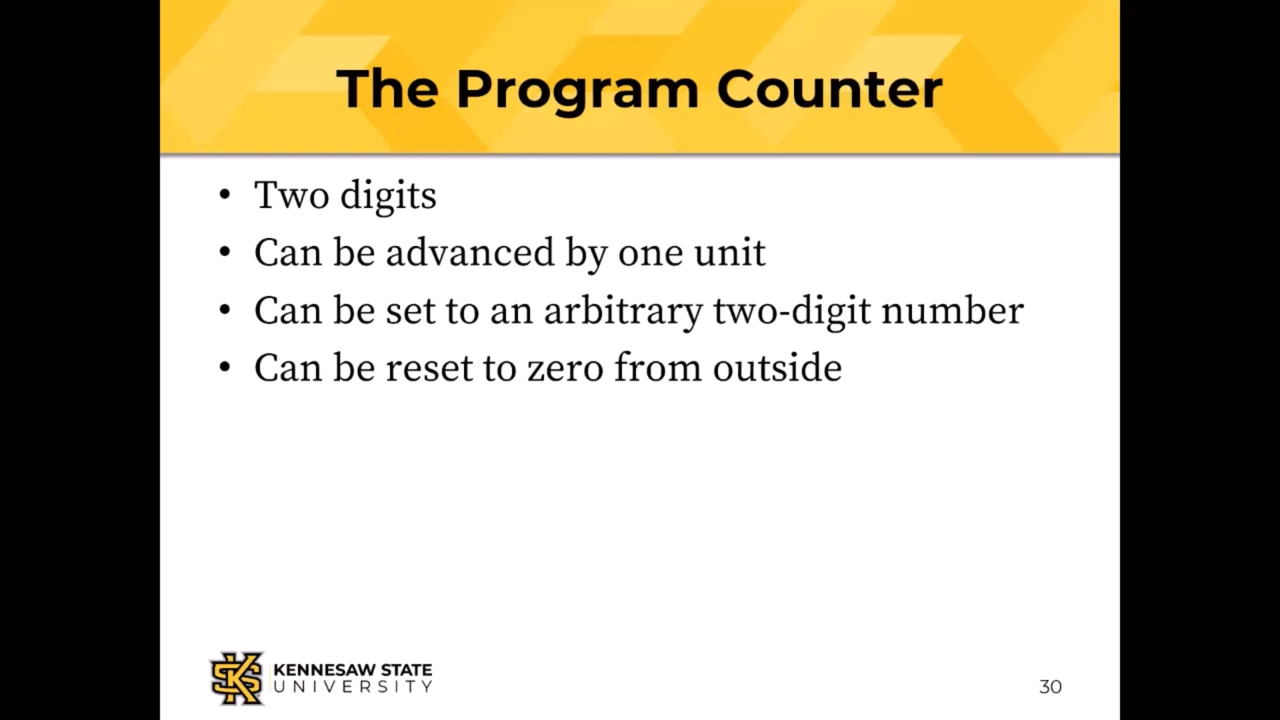 The Program Counter
• Two digits
• Can be advanced by one unit
• Can be set to an arbitrary two-digit number
• Can be reset to zero from outside
KENNESAW STATE
UNIVERSITY
30